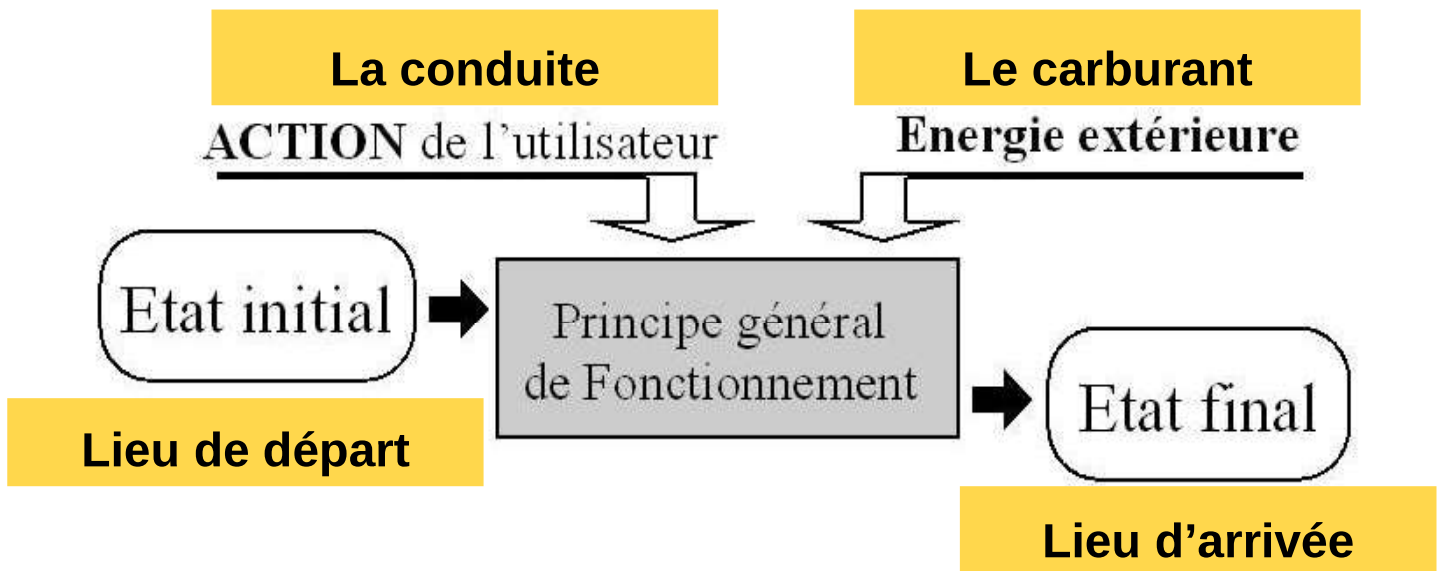 La conduite
Le carburant
ACTION de l’utilisateur
Energie extérieure
Etat initial
Principe général
de Fonctionnement
Etat final
Lieu de départ
Lieu d’arrivée